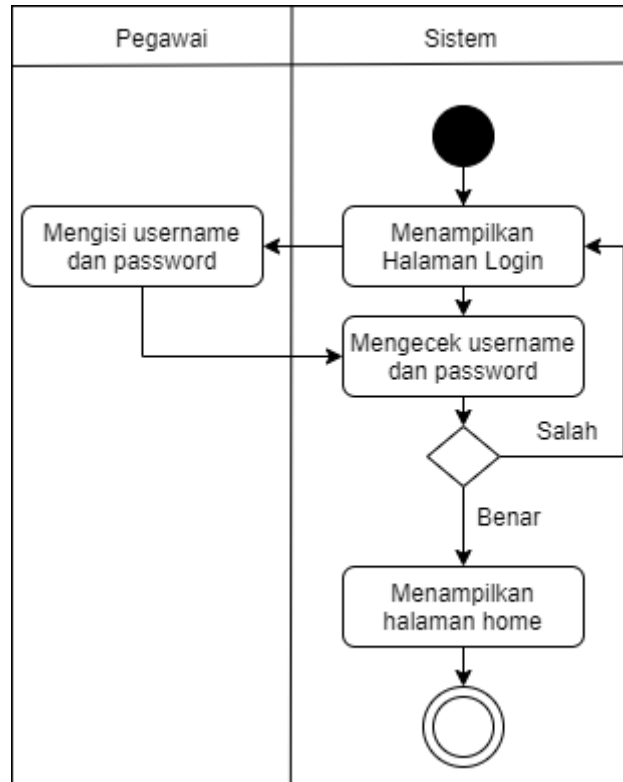 Pegawai
Sistem
Mengisi username
dan password
Menampilkan
Halaman Login
Mengecek username
dan password
Salah
Benar
Menampilkan
halaman home